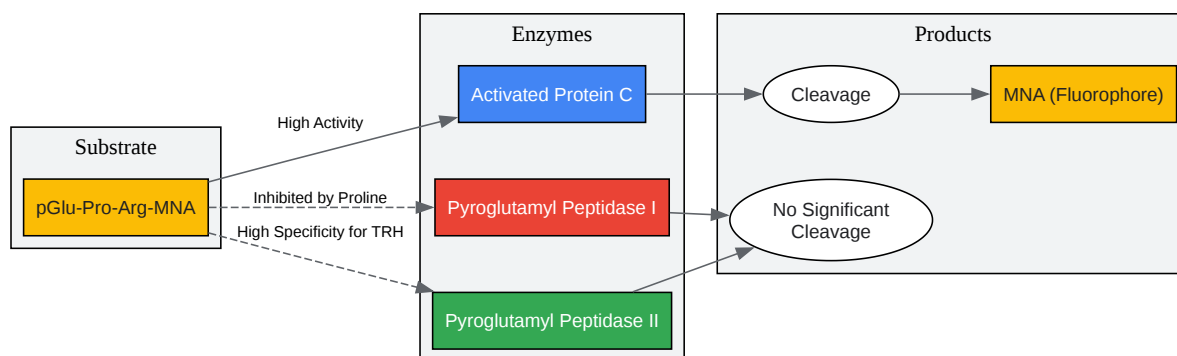 Enzymes
Products
Activated Protein C
Cleavage
MNA (Fluorophore)
High Activity
Substrate
pGlu-Pro-Arg-MNA
Inhibited by Proline
Pyroglutamyl Peptidase I
No Significant
Cleavage
High Specificity for TRH
Pyroglutamyl Peptidase II